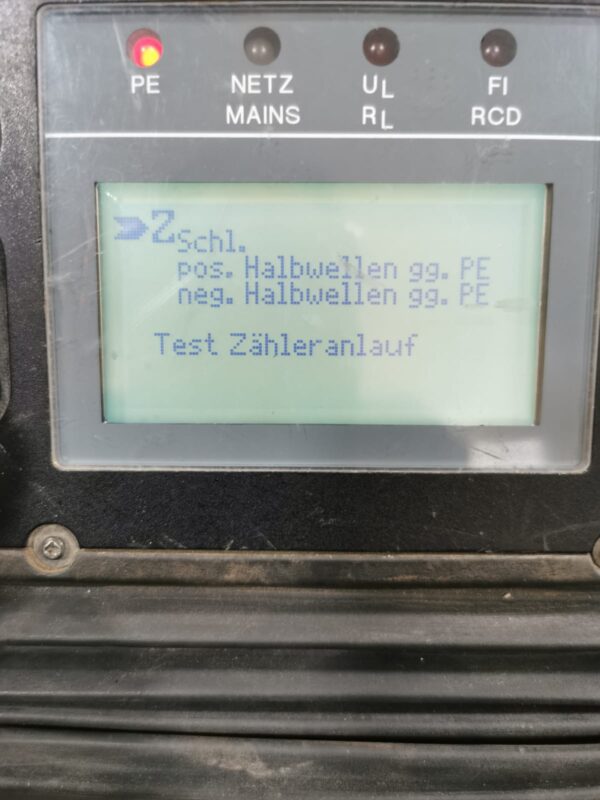 PE NETZ UL FI
MAINS RL RCD
ZSchl.
pos. Halbwellen gg. PE
neg. Halbwellen gg. PE
Test Zähleranlauf